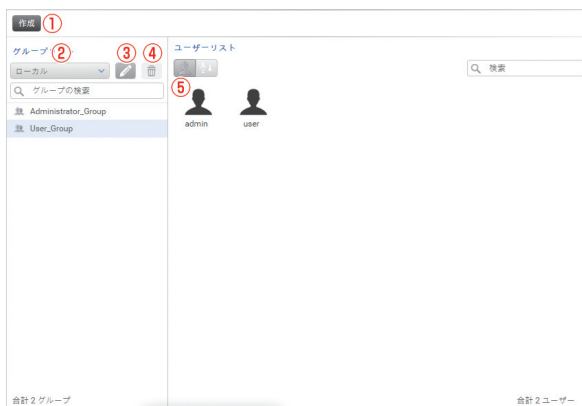 作成 ①
グループ ② ③ ④
ローカル
グループの検索
Administrator_Group
User_Group
合計 2 グループ
ユーザーリスト
⑤
検索
admin user
合計 2 ユーザー